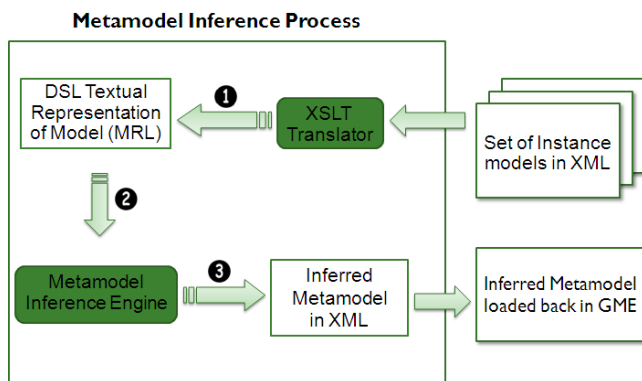 Metamodel Inference Process
DSL Textual
Representation
of Model (MRL)
1
XSLT
Translator
Set of Instance
models in XML
2
Metamodel
Inference Engine
3
Inferred
Metamodel
in XML
Inferred Metamodel
loaded back in GME